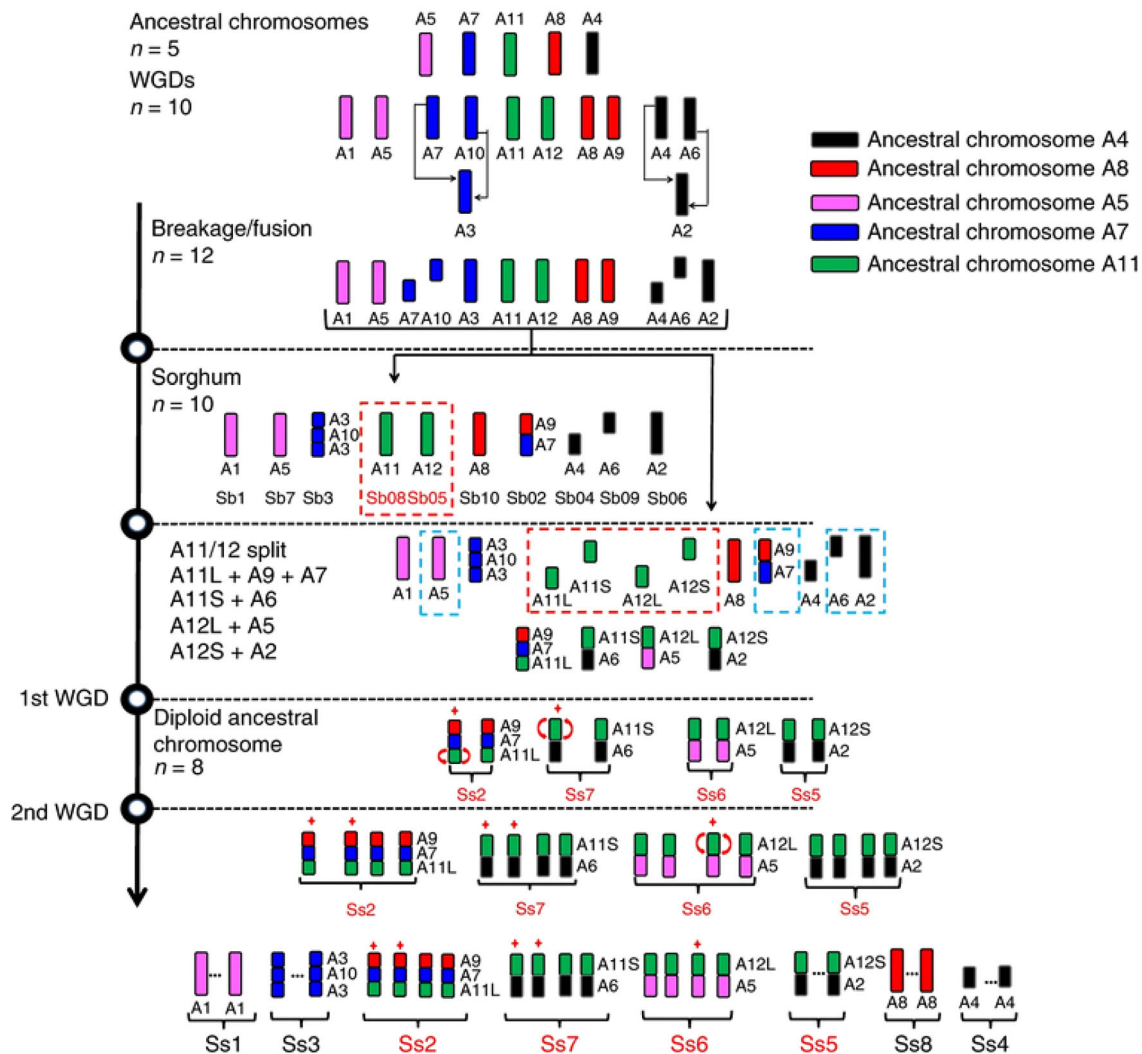 Ancestral chromosomes
n = 5
A5 A7 A11 A8 A4
WGDs
n = 10
A1 A5 A7 A10 A11 A12 A8 A9 A4 A6
A3 A2
Ancestral chromosome A4
Ancestral chromosome A8
Ancestral chromosome A5
Ancestral chromosome A7
Ancestral chromosome A11
Breakage/fusion
n = 12
A1 A5 A7 A10 A3 A11 A12 A8 A9 A4 A6 A2
Sorghum
n = 10
A3
A10
A3
A9
A7
A1 A5 A11 A12 A8 A4 A6 A2
Sb1 Sb7 Sb3 Sb08 Sb05 Sb10 Sb02 Sb04 Sb09 Sb06
A11/12 split
A11L + A9 + A7
A11S + A6
A12L + A5
A12S + A2
A3
A10
A3
A9
A7
A1 A5 A11L A11S A12L A12S A8 A4 A6 A2
A9
A7
A11L
A11S
A6
A12L
A5
A12S
A2
1st WGD
Diploid ancestral
chromosome
n = 8
+ +
A9
A7
A11L
A11S
A6
A12L
A5
A12S
A2
Ss2 Ss7 Ss6 Ss5
2nd WGD
+ + + + +
A9
A7
A11L
A11S
A6
A12L
A5
A12S
A2
Ss2 Ss7 Ss6 Ss5
+ + + + +
... A1 A1
... A3
A10
A3
A9
A7
A11L
A11S
A6
A12L
A5
... A12S
A2
... A8 A8
... A4 A4
Ss1 Ss3 Ss2 Ss7 Ss6 Ss5 Ss8 Ss4